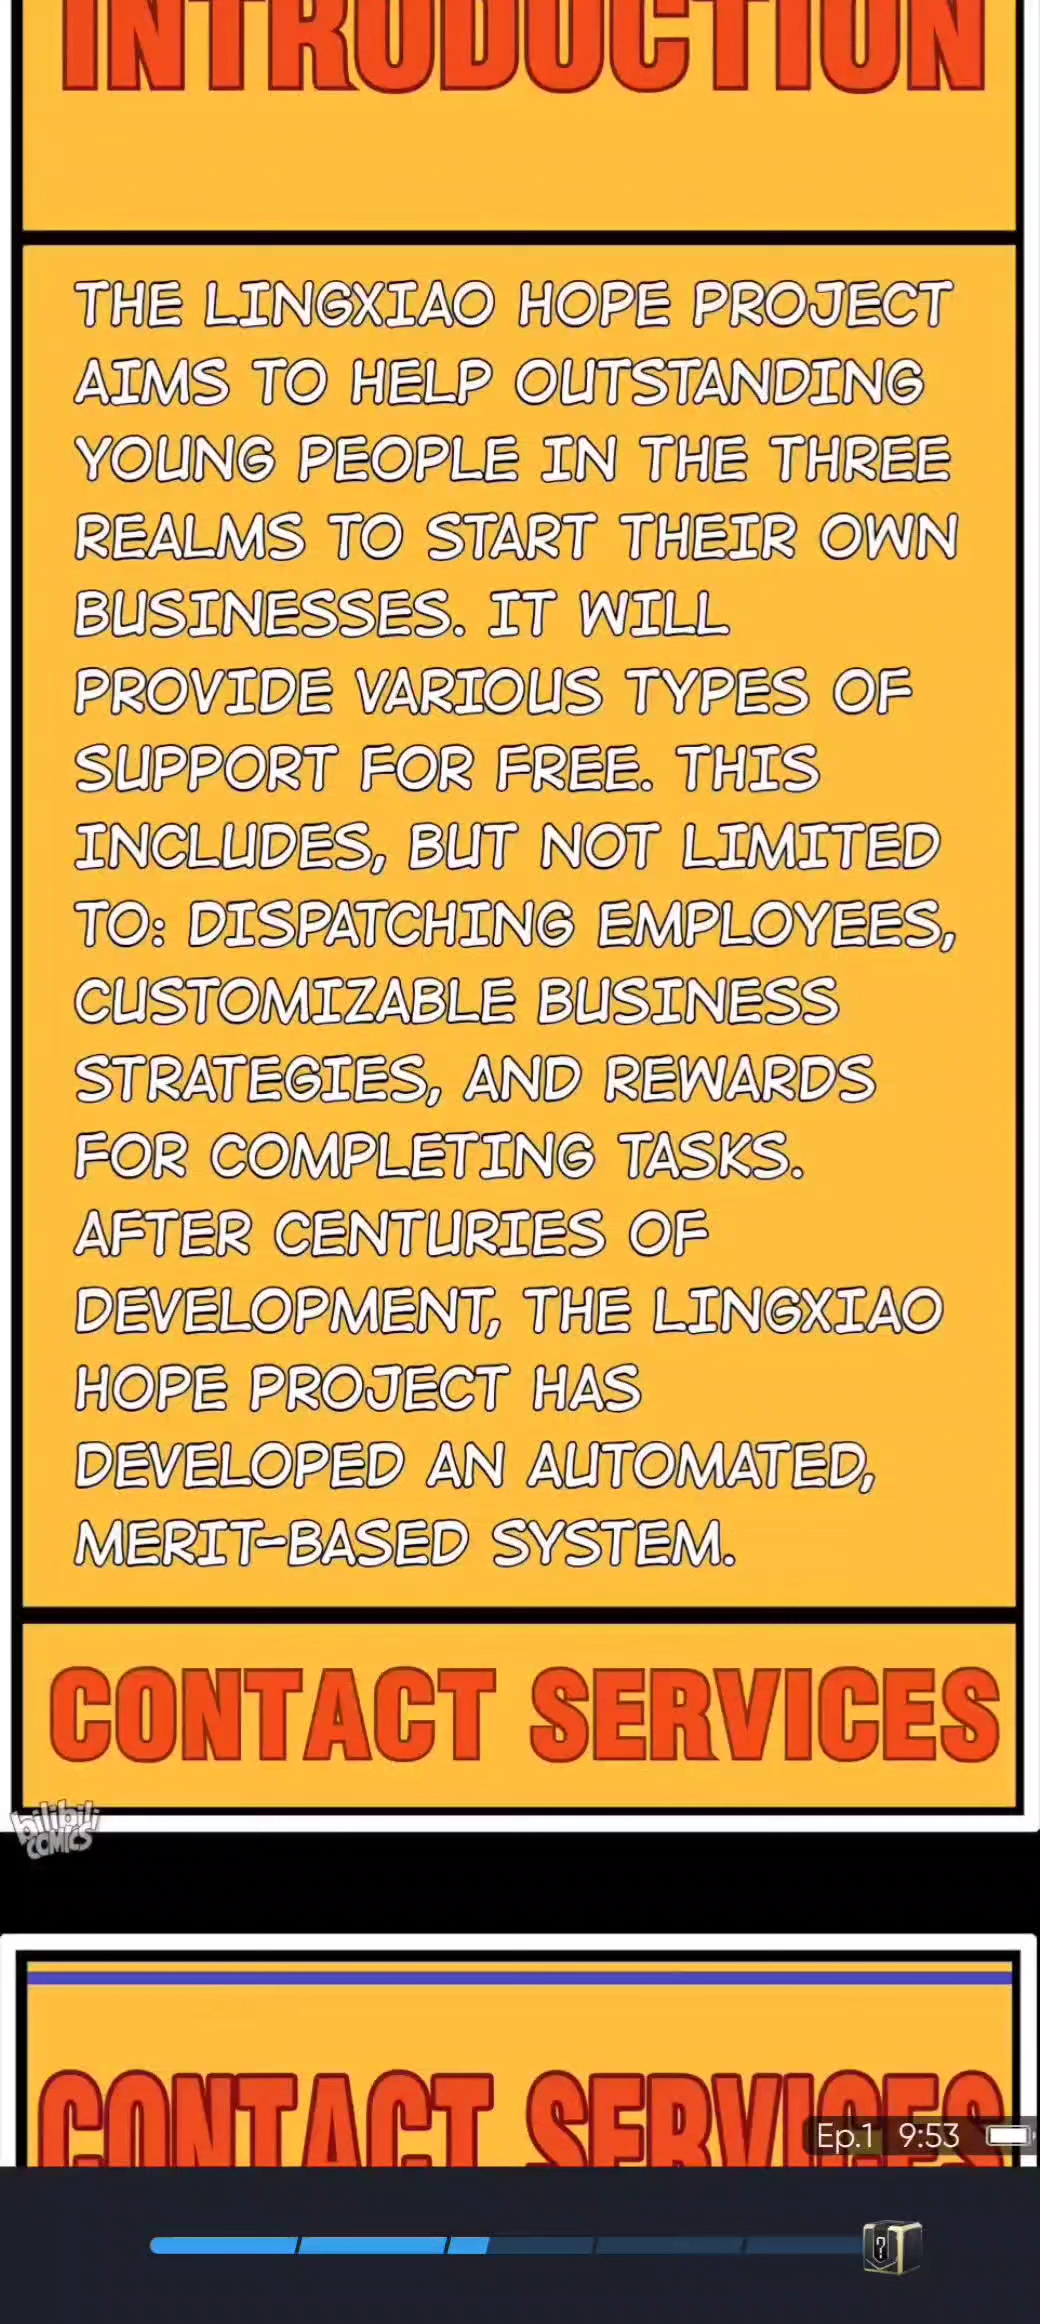 INTRODUCTION
THE LINGXIAO HOPE PROJECT
AIMS TO HELP OUTSTANDING
YOUNG PEOPLE IN THE THREE
REALMS TO START THEIR OWN
BUSINESSES. IT WILL
PROVIDE VARIOUS TYPES OF
SUPPORT FOR FREE. THIS
INCLUDES, BUT NOT LIMITED
TO: DISPATCHING EMPLOYEES,
CUSTOMIZABLE BUSINESS
STRATEGIES, AND REWARDS
FOR COMPLETING TASKS.
AFTER CENTURIES OF
DEVELOPMENT, THE LINGXIAO
HOPE PROJECT HAS
DEVELOPED AN AUTOMATED,
MERIT-BASED SYSTEM.
CONTACT SERVICES
bilibili
COMICS
CONTACT SERVICES
Ep.1 9:53